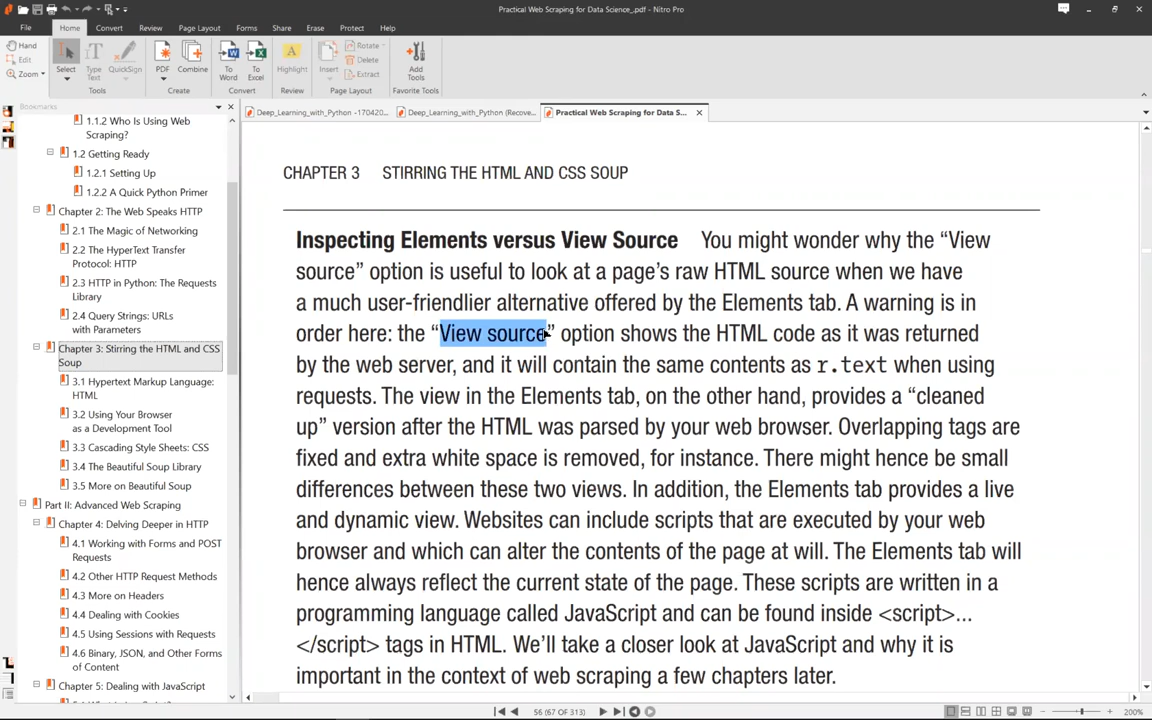 Practical Web Scraping for Data Science_.pdf - Nitro Pro
File Home Convert Review Page Layout Forms Share Erase Protect Help
Hand
Edit
Zoom
Select
Type Text
QuickSign
PDF
Combine
To Word
To Excel
Highlight
Insert
Rotate
Delete
Extract
Add Tools
Tools Create Convert Review Page Layout Favorite Tools
Bookmarks
Deep_Learning_with_Python -170420...
Deep_Learning_with_Python (Recove...
Practical Web Scraping for Data S...
1.1.2 Who Is Using Web
Scraping?
1.2 Getting Ready
1.2.1 Setting Up
1.2.2 A Quick Python Primer
Chapter 2: The Web Speaks HTTP
2.1 The Magic of Networking
2.2 The HyperText Transfer
Protocol: HTTP
2.3 HTTP in Python: The Requests
Library
2.4 Query Strings: URLs
with Parameters
Chapter 3: Stirring the HTML and CSS
Soup
3.1 Hypertext Markup Language:
HTML
3.2 Using Your Browser
as a Development Tool
3.3 Cascading Style Sheets: CSS
3.4 The Beautiful Soup Library
3.5 More on Beautiful Soup
Part II: Advanced Web Scraping
Chapter 4: Delving Deeper in HTTP
4.1 Working with Forms and POST
Requests
4.2 Other HTTP Request Methods
4.3 More on Headers
4.4 Dealing with Cookies
4.5 Using Sessions with Requests
4.6 Binary, JSON, and Other Forms
of Content
Chapter 5: Dealing with JavaScript
CHAPTER 3 STIRRING THE HTML AND CSS SOUP
Inspecting Elements versus View Source You might wonder why the “View
source” option is useful to look at a page’s raw HTML source when we have
a much user-friendlier alternative offered by the Elements tab. A warning is in
order here: the “View source” option shows the HTML code as it was returned
by the web server, and it will contain the same contents as r.text when using
requests. The view in the Elements tab, on the other hand, provides a “cleaned
up” version after the HTML was parsed by your web browser. Overlapping tags are
fixed and extra white space is removed, for instance. There might hence be small
differences between these two views. In addition, the Elements tab provides a live
and dynamic view. Websites can include scripts that are executed by your web
browser and which can alter the contents of the page at will. The Elements tab will
hence always reflect the current state of the page. These scripts are written in a
programming language called JavaScript and can be found inside <script>...
</script> tags in HTML. We’ll take a closer look at JavaScript and why it is
important in the context of web scraping a few chapters later.
56 (67 OF 313)
200%